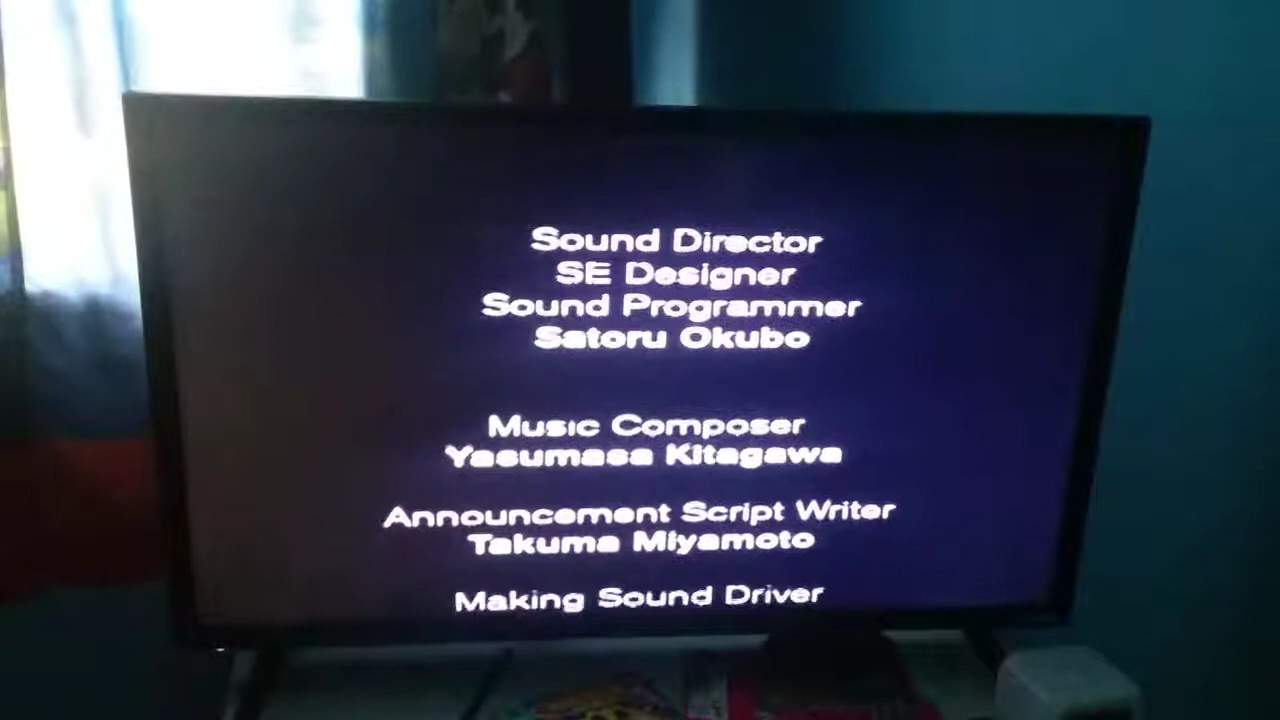 Sound Director
SE Designer
Sound Programmer
Satoru Okubo
Music Composer
Yasumasa Kitagawa
Announcement Script Writer
Takuma Miyamoto
Making Sound Driver